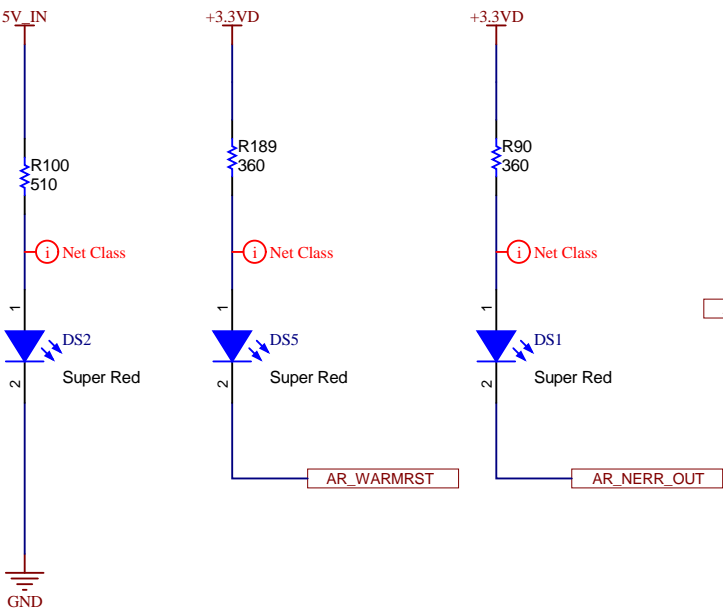 5V_IN
+3.3VD
+3.3VD
R100
510
R189
360
R90
360
i Net Class
i Net Class
i Net Class
1
1
1
DS2
DS5
DS1
2
2
2
Super Red
Super Red
Super Red
AR_WARMRST
AR_NERR_OUT
GND